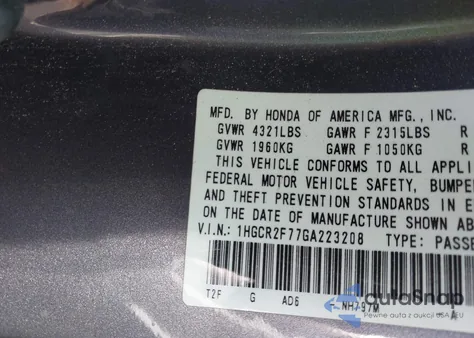 MFD. BY HONDA OF AMERICA MFG., INC.
GVWR 4321LBS GAWR F 2315LBS R
GVWR 1960KG GAWR F 1050KG R
THIS VEHICLE CONFORMS TO ALL APPLI
FEDERAL MOTOR VEHICLE SAFETY, BUMPE
AND THEFT PREVENTION STANDARDS IN E
ON THE DATE OF MANUFACTURE SHOWN AB
V.I.N.: 1HGCR2F77GA223208 TYPE: PASSE
T2F G AD6 NH797M A
autosnap
Pewne auta z aukcji USA i EU